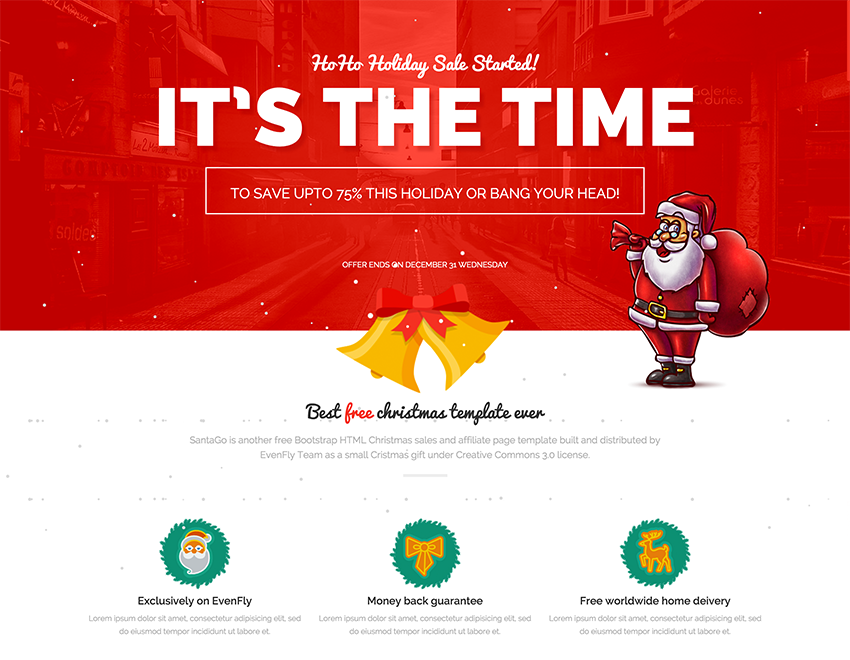 HoHo Holiday Sale Started!
IT'S THE TIME
TO SAVE UPTO 75% THIS HOLIDAY OR BANG YOUR HEAD!
Galerie
dunes
soldes
OFFER ENDS ON DECEMBER 31 WEDNESDAY
Best free christmas template ever
SantaGo is another free Bootstrap HTML Christmas sales and affiliate page template built and distributed by
EvenFly Team as a small Cristmas gift under Creative Commons 3.0 license.
Exclusively on EvenFly
Money back guarantee
Free worldwide home deivery
Lorem ipsum dolor sit amet, consectetur adipisicing elit, sed
do eiusmod tempor incididunt ut labore et.
Lorem ipsum dolor sit amet, consectetur adipisicing elit, sed
do eiusmod tempor incididunt ut labore et.
Lorem ipsum dolor sit amet, consectetur adipisicing elit, sed
do eiusmod tempor incididunt ut labore et.